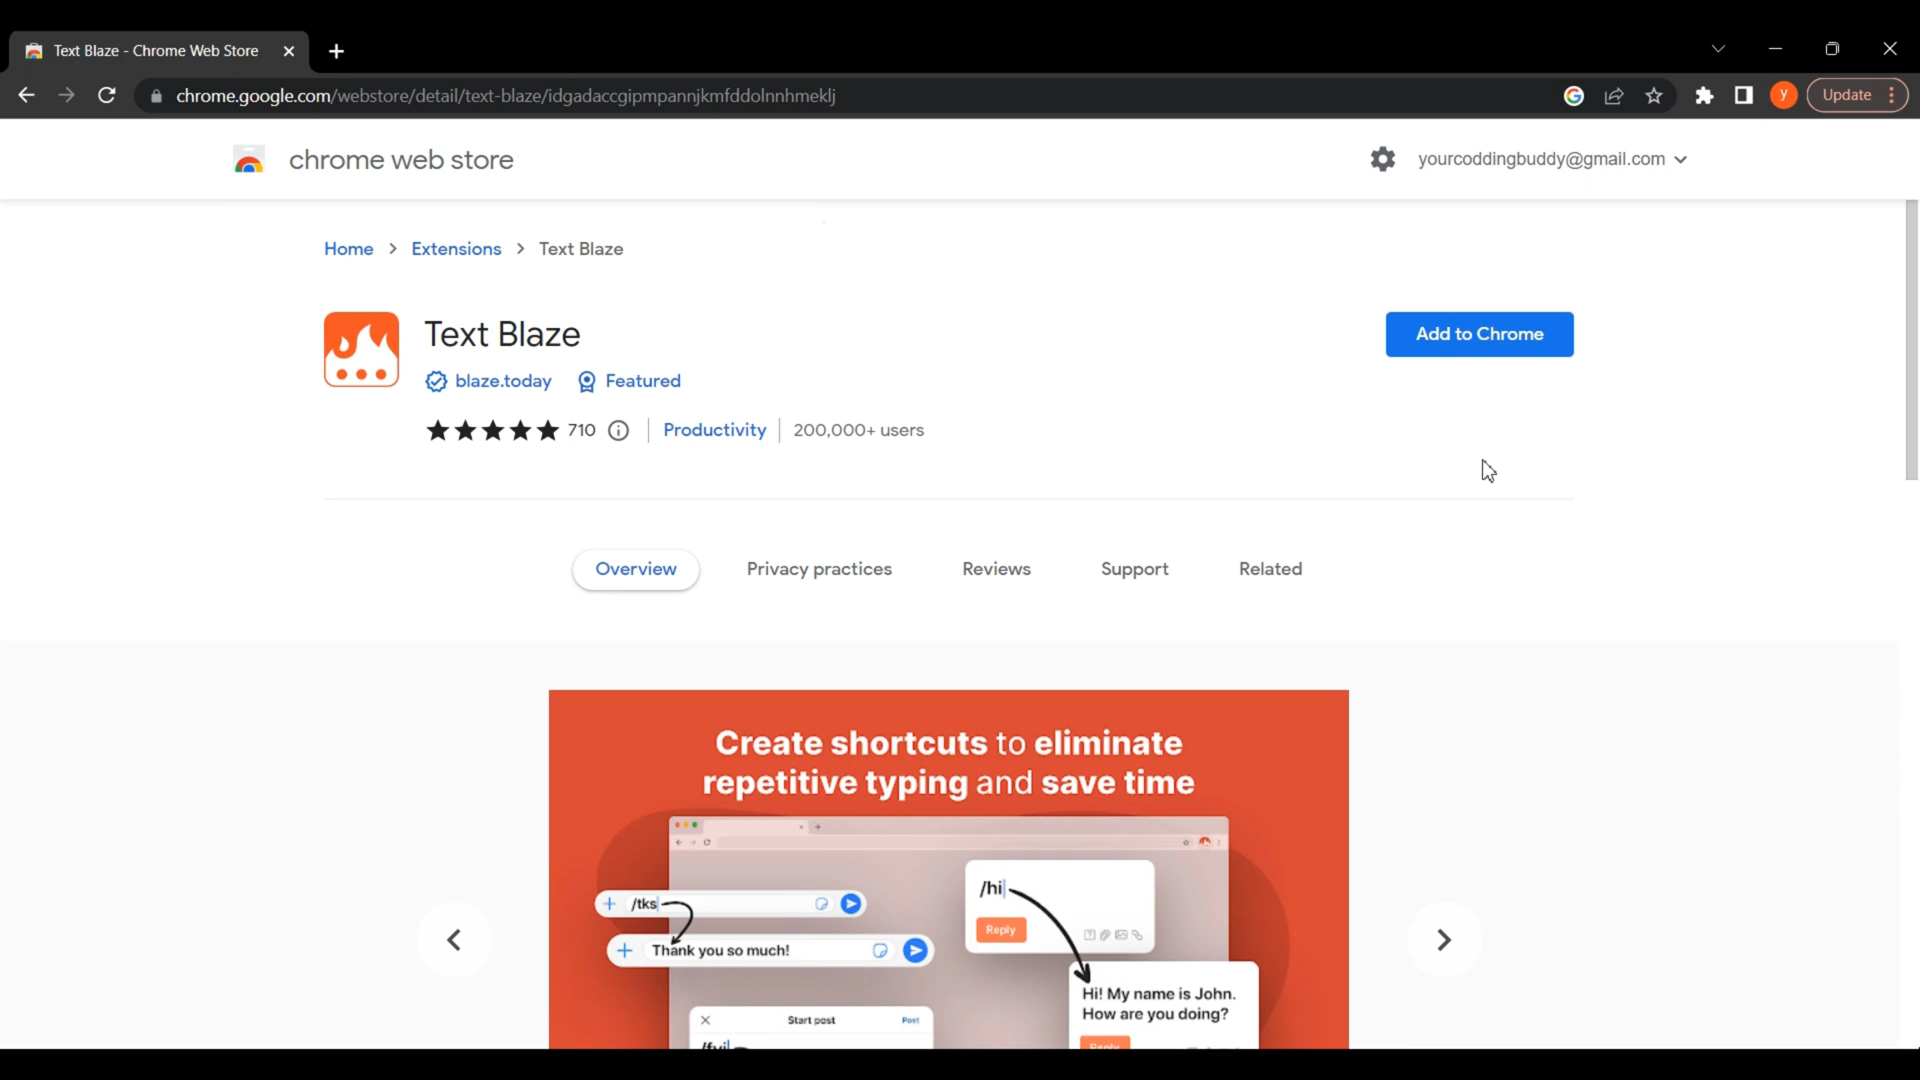 Text Blaze - Chrome Web Store
chrome.google.com/webstore/detail/text-blaze/idgadaccgipmpannjkmfddolnnhmeklj
y
Update
chrome web store
yourcoddingbuddy@gmail.com
Home > Extensions > Text Blaze
Text Blaze
Add to Chrome
blaze.today
Featured
710
Productivity
200,000+ users
Overview
Privacy practices
Reviews
Support
Related
Create shortcuts to eliminate
repetitive typing and save time
/tks
Thank you so much!
/hi
Reply
Hi! My name is John.
How are you doing?
Start post
Post
Reply